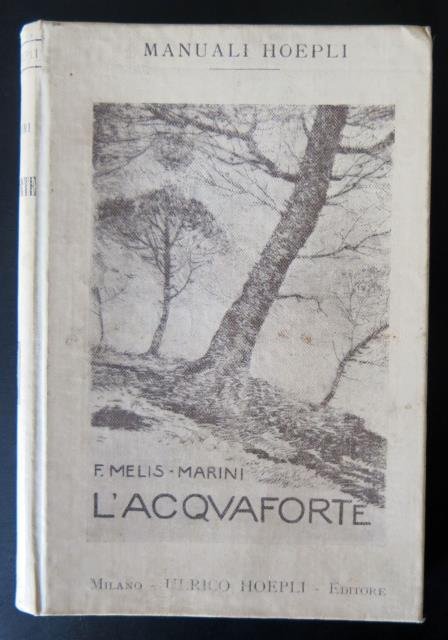 MANUALI HOEPLI
F. MELIS - MARINI
L'ACQVAFORTE
MILANO - ULRICO HOEPLI - EDITORE